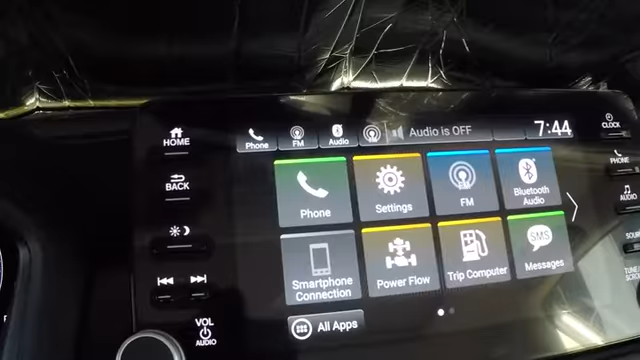 HOME
BACK
VOL
AUDIO
Phone
FM
Audio
Audio is OFF
7:44
Phone
Settings
FM
Bluetooth
Audio
Smartphone
Connection
Power Flow
Trip Computer
SMS
Messages
All Apps
CLOCK
PHONE
AUDIO